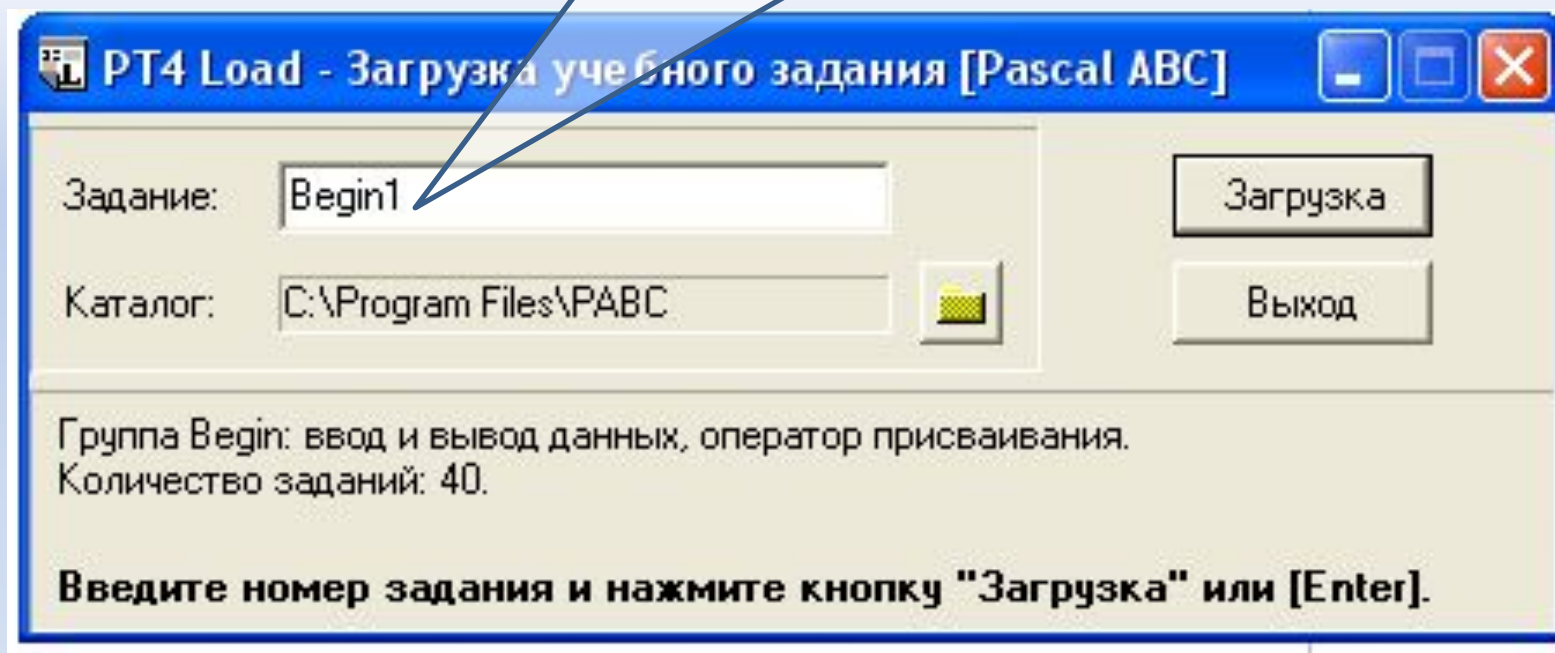 PT4 Load - Загрузка учебного задания [Pascal ABC]
Задание: Begin1
Загрузка
Каталог: C:\Program Files\PABC
Выход
Группа Begin: ввод и вывод данных, оператор присваивания.
Количество заданий: 40.
Введите номер задания и нажмите кнопку "Загрузка" или [Enter].